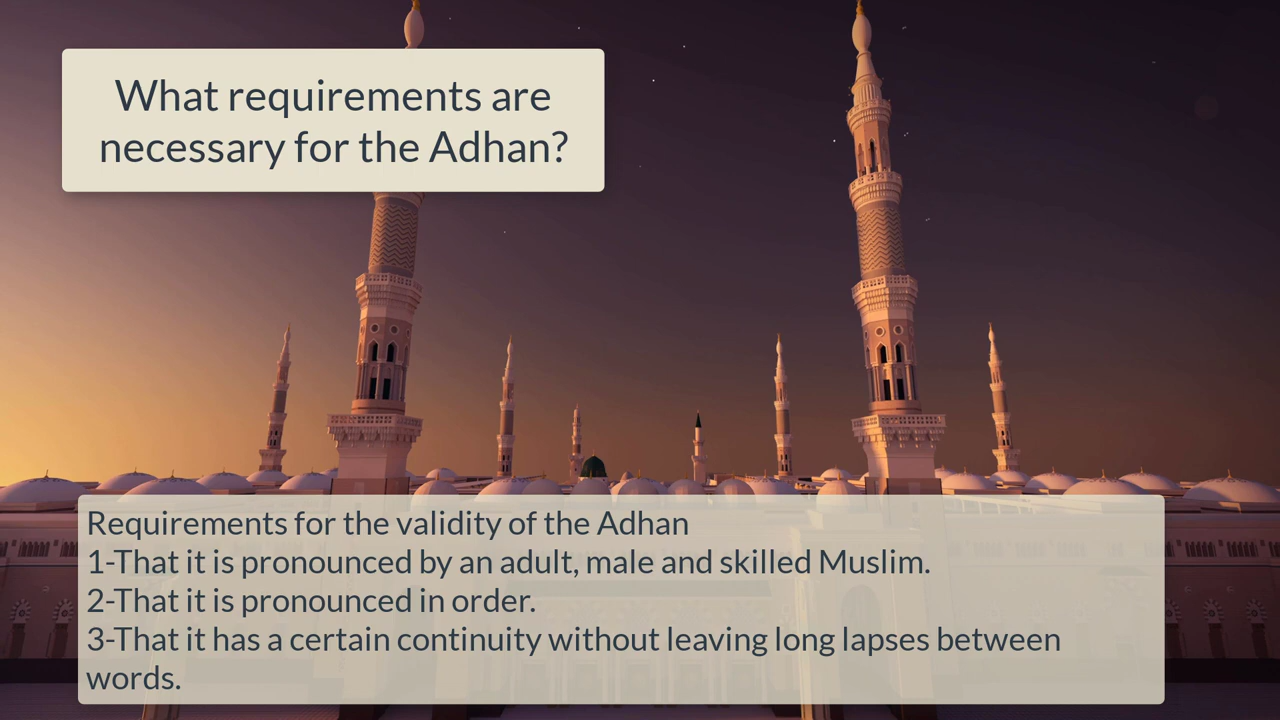 What requirements are
necessary for the Adhan?
Requirements for the validity of the Adhan
1-That it is pronounced by an adult, male and skilled Muslim.
2-That it is pronounced in order.
3-That it has a certain continuity without leaving long lapses between
words.